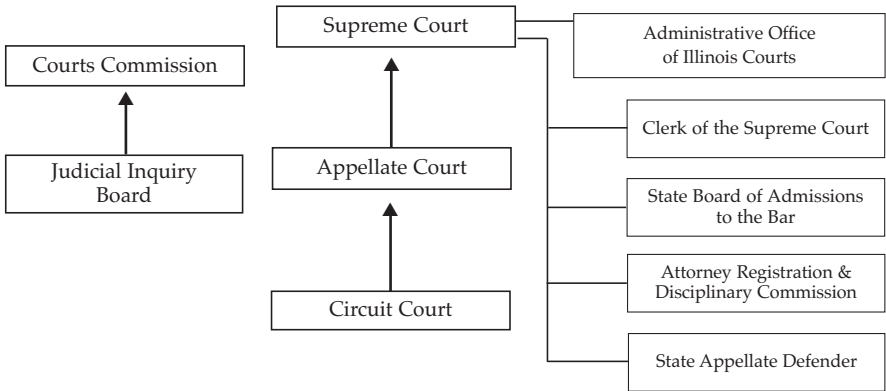 Supreme Court
Administrative Office
of Illinois Courts
Courts Commission
Clerk of the Supreme Court
Judicial Inquiry
Board
Appellate Court
State Board of Admissions
to the Bar
Attorney Registration &
Disciplinary Commission
Circuit Court
State Appellate Defender